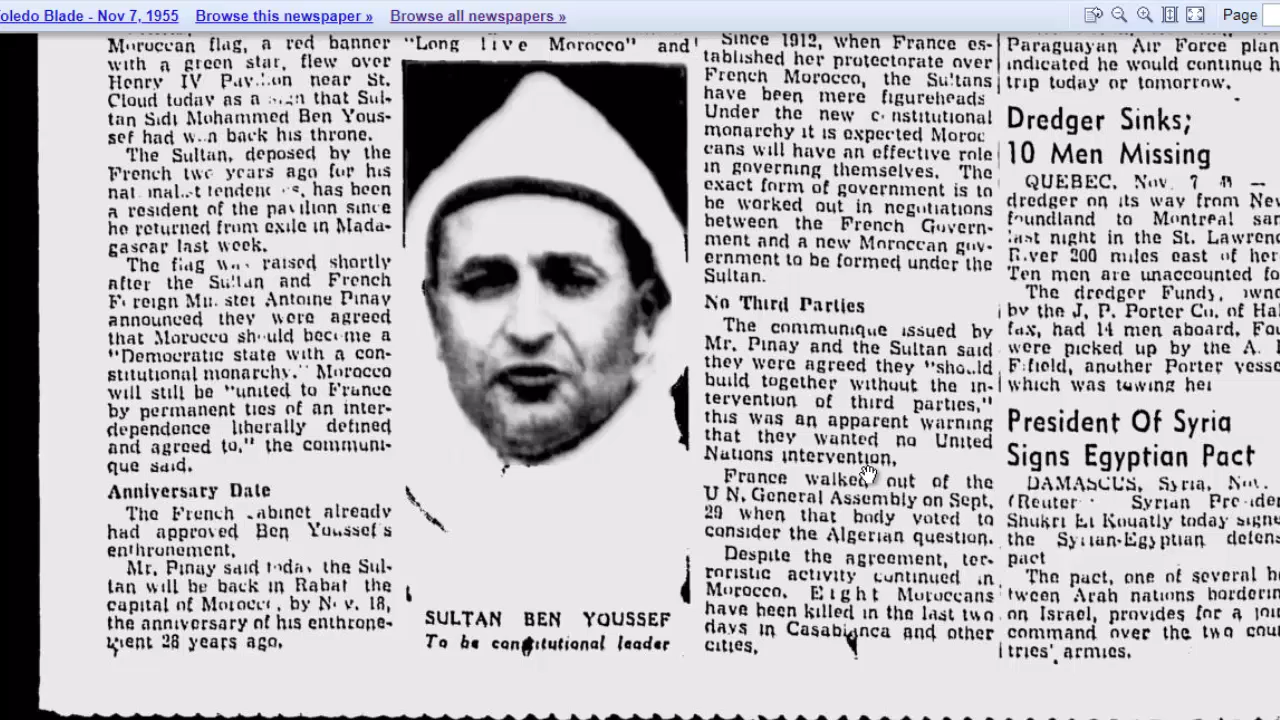 oledo Blade - Nov 7, 1955 Browse this newspaper » Browse all newspapers » Page
Moroccan flag, a red banner
with a green star, flew over
Henry IV near St.
Cloud today as a that Sul-
tan Sidi Mohammed Ben Yous-
sef had back his throne.
The Sultan, deposed by the
French two years ago for his
has been
a resident of the pavilion since
he returned from exile in Mada-
gascar last week.
The flag raised shortly
after the Sultan and French
Antoine Pinay
announced they were agreed
that Morocco should become a
"Democratic state with a con-
stitutional monarchy." Morocco
will still be "united to France
by permanent ties of an inter-
dependence liberally defined
and agreed to," the communi-
que said.
Anniversary Date
The French already
had approved Ben Youssef's
enthronement.
Mr. Pinay said today the Sul-
tan will be back in Rabat the
capital of by 18,
the anniversary of his enthrone-
ment 28 years ago.
"Long live Morocco" and
SULTAN BEN YOUSSEF
To be constitutional leader
Since 1912, when France es-
tablished her protectorate over
French Morocco, the Sultans
have been mere figureheads
Under the new constitutional
monarchy it is expected Moroc
cans will have an effective role
in governing themselves. The
exact form of government is to
be worked out in negotiations
between the French Govern-
ment and a new Moroccan gov-
ernment to be formed under the
Sultan.
No Third Parties
The communique issued by
Mr. Pinay and the Sultan said
they were agreed they "should
build together without the in-
tervention of third parties,"
this was an apparent warning
that they wanted no United
Nations intervention.
France walked out of the
U N. General Assembly on Sept.
29 when that body voted to
consider the Algerian question.
Despite the agreement, ter-
roristic activity continued in
Morocco. Eight Moroccans
have been killed in the last two
days in Casablanca and other
cities.
Paraguayan Air Force plan
indicated he would continue h
trip today or tomorrow.
Dredger Sinks;
10 Men Missing
QUEBEC, Nov. 7 —
dredger on its way from New
foundland to Montreal san
last night in the St. Lawrenc
River 200 miles east of her
Ten men are unaccounted fo
The dredger Fundy, owne
by the J. P. Porter Co. of Hal
fax, had 14 men aboard. Fou
were picked up by the A. F
Fifield, another Porter vesse
which was towing her
President Of Syria
Signs Egyptian Pact
DAMASCUS, Syria, Nov.
(Reuter Syrian
Shukri El Kouatly today signe
the Syrian-Egyptian defens
pact
The pact, one of several be
tween Arab nations borderin
on Israel, provides for a join
command over the two coun
tries' armies.